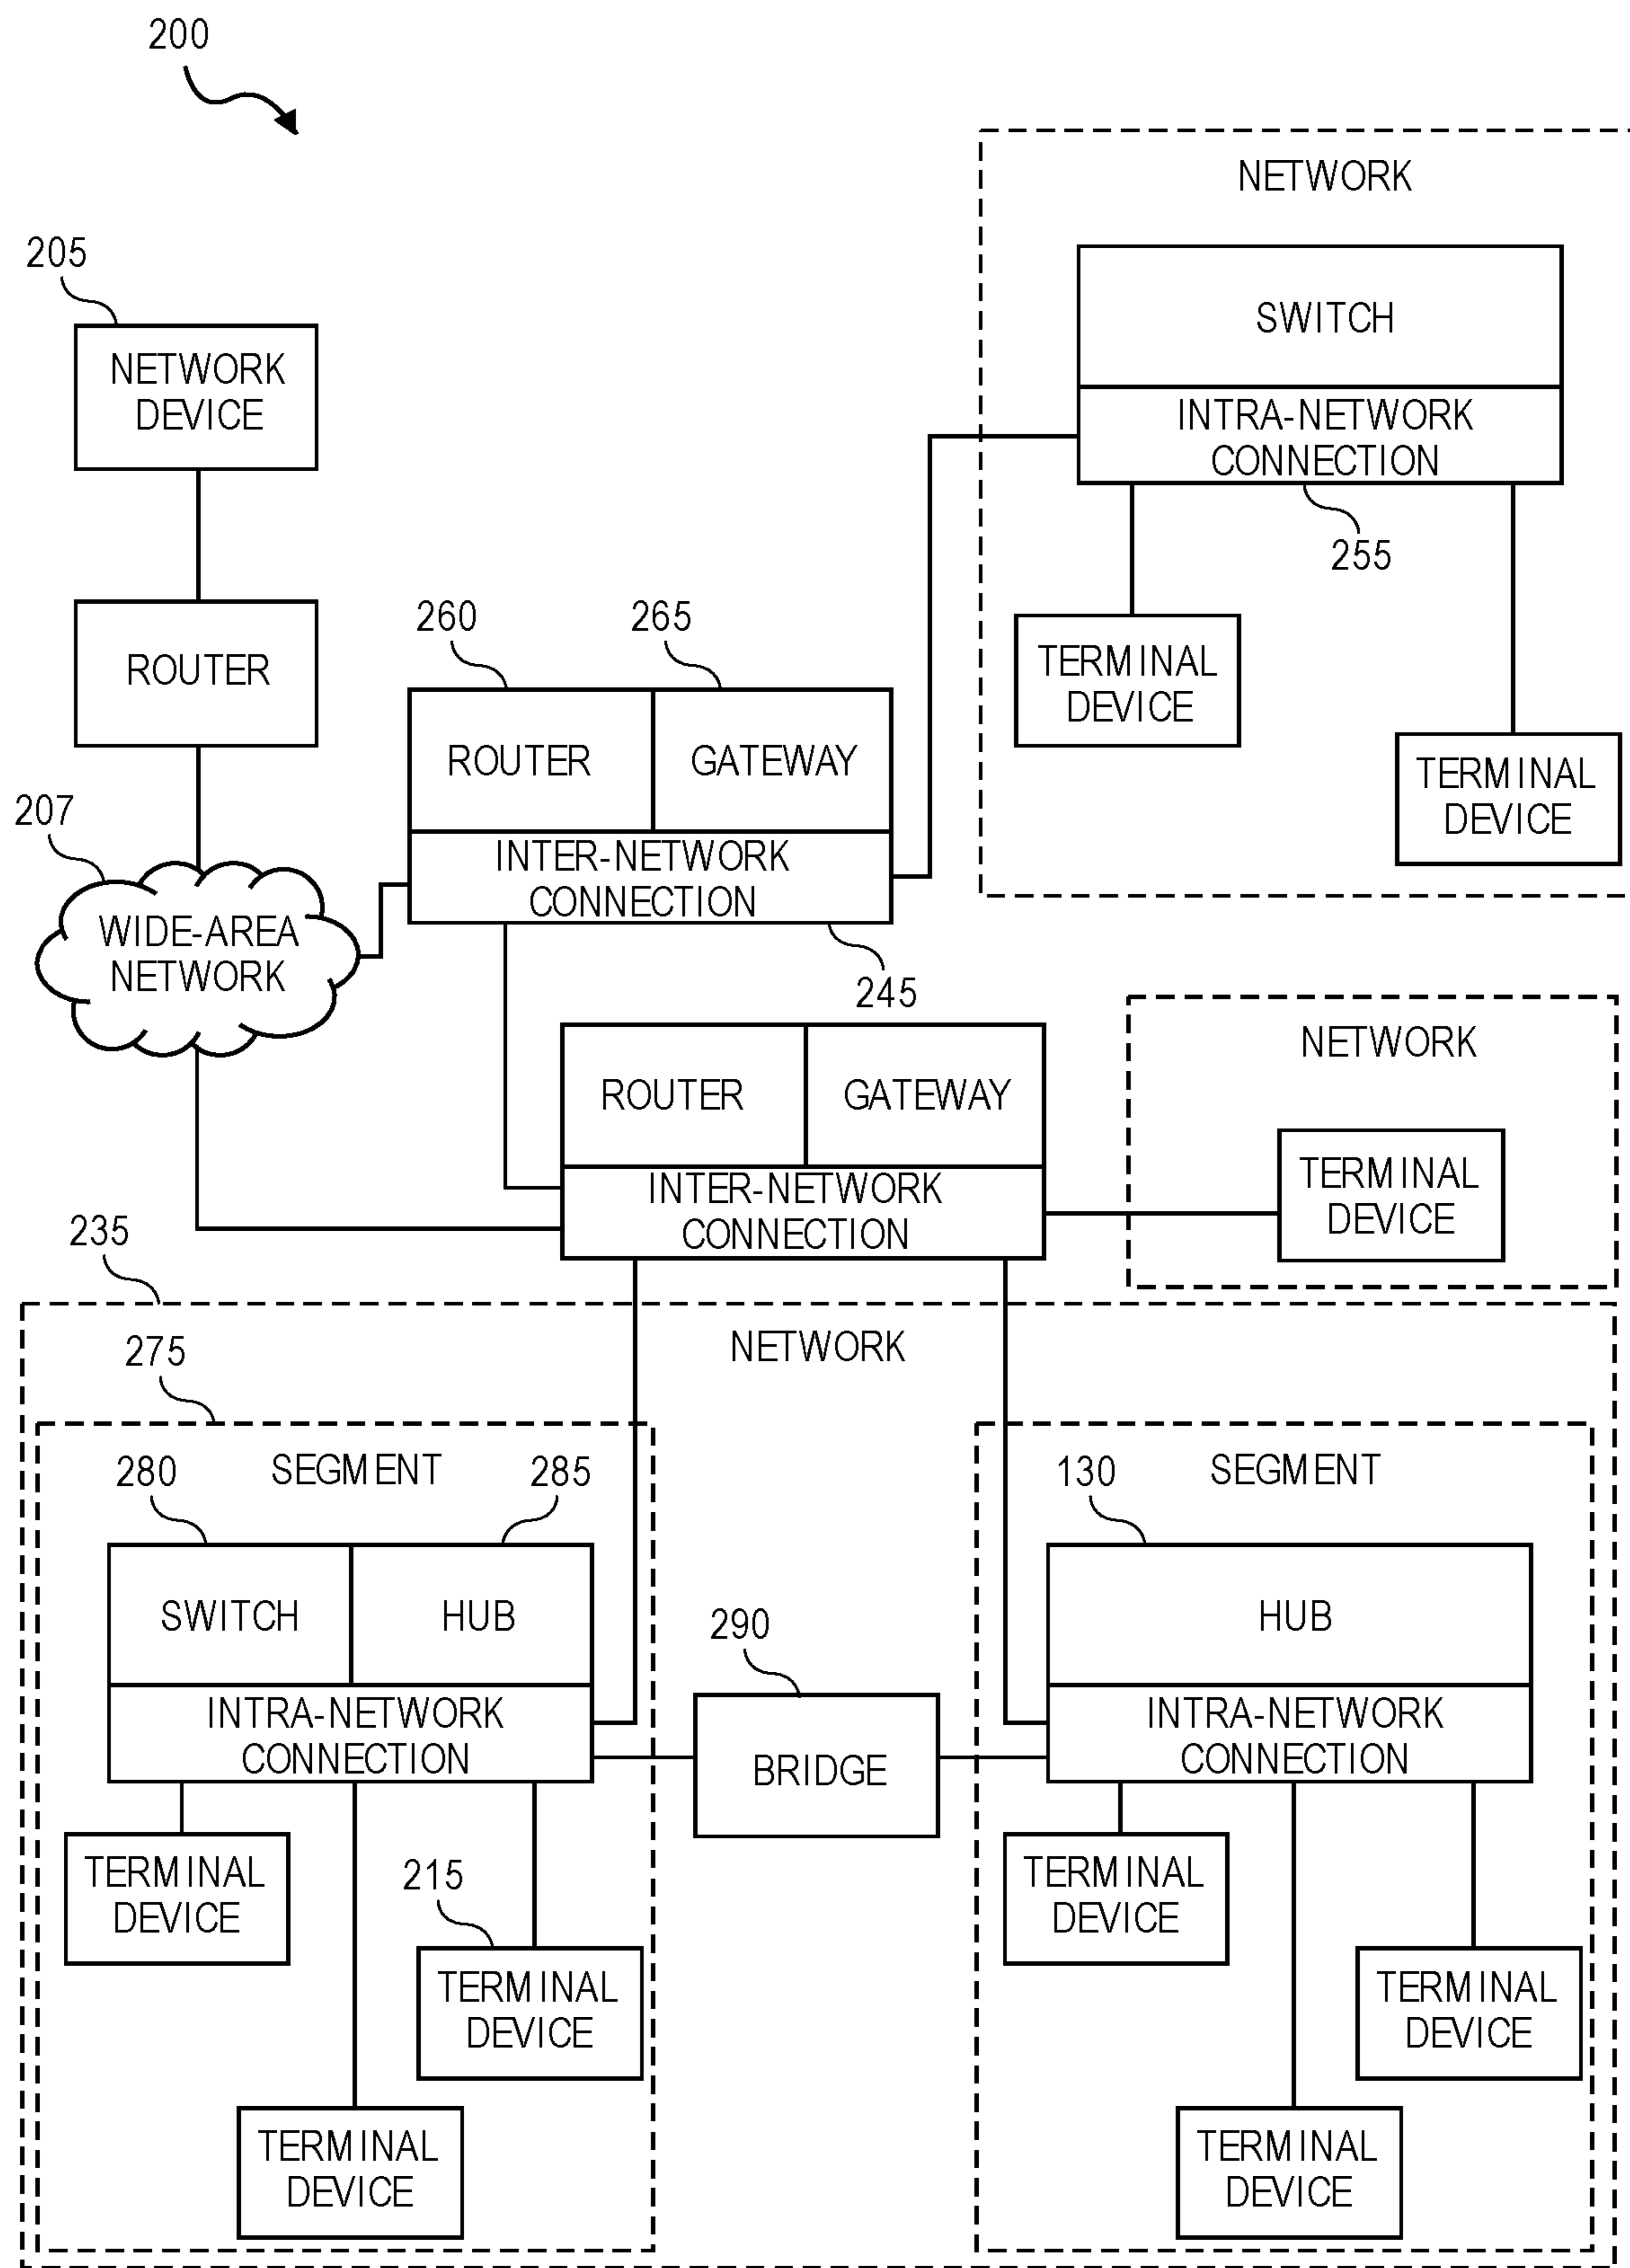 200
NETWORK
205
SWITCH
NETWORK
DEVICE
INTRA-NETWORK
CONNECTION
255
260
265
ROUTER
TERMINAL
DEVICE
ROUTER
GATEWAY
TERMINAL
DEVICE
207
INTER-NETWORK
CONNECTION
WIDE-AREA
NETWORK
245
NETWORK
ROUTER
GATEWAY
TERMINAL
DEVICE
INTER-NETWORK
CONNECTION
235
NETWORK
275
280
SEGMENT
285
130
SEGMENT
SWITCH
HUB
HUB
290
INTRA-NETWORK
CONNECTION
BRIDGE
INTRA-NETWORK
CONNECTION
TERMINAL
DEVICE
215
TERMINAL
DEVICE
TERMINAL
DEVICE
TERMINAL
DEVICE
TERMINAL
DEVICE
TERMINAL
DEVICE